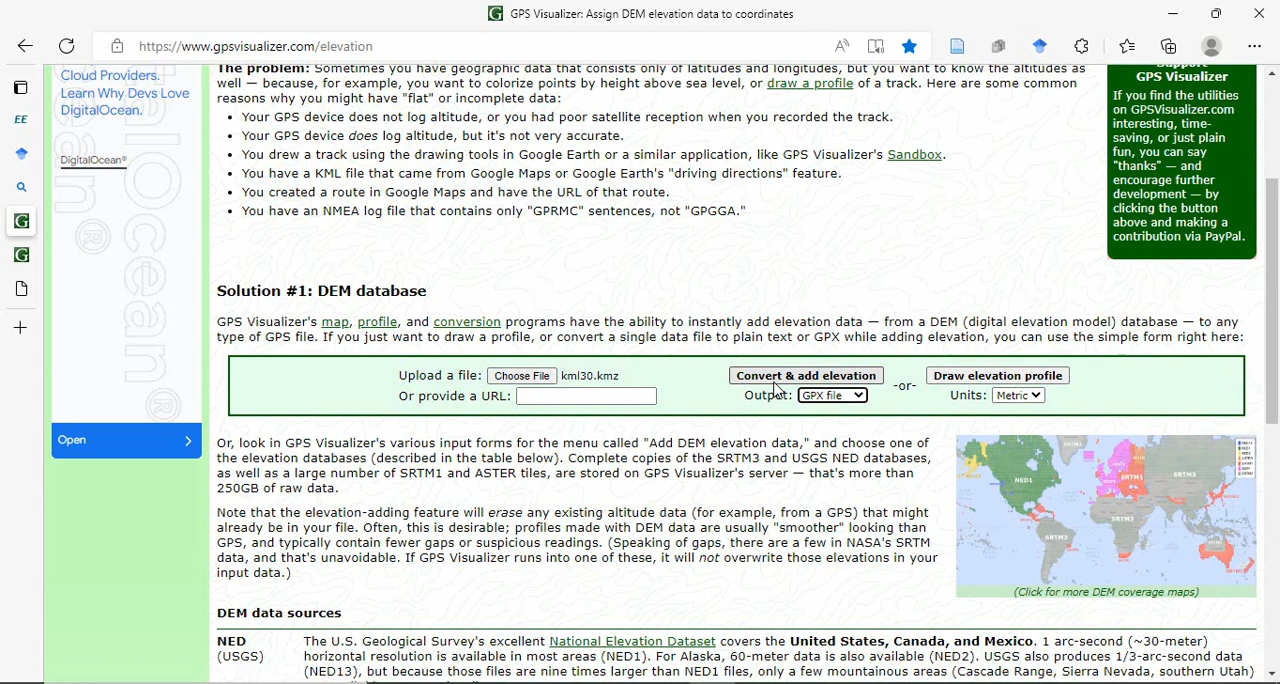 GPS Visualizer: Assign DEM elevation data to coordinates
https://www.gpsvisualizer.com/elevation
EE
Cloud Providers.
Learn Why Devs Love
DigitalOcean.
DigitalOcean®
Open
The problem: Sometimes you have geographic data that consists only of latitudes and longitudes, but you want to know the altitudes as
well — because, for example, you want to colorize points by height above sea level, or draw a profile of a track. Here are some common
reasons why you might have "flat" or incomplete data:
• Your GPS device does not log altitude, or you had poor satellite reception when you recorded the track.
• Your GPS device does log altitude, but it's not very accurate.
• You drew a track using the drawing tools in Google Earth or a similar application, like GPS Visualizer's Sandbox.
• You have a KML file that came from Google Maps or Google Earth's "driving directions" feature.
• You created a route in Google Maps and have the URL of that route.
• You have an NMEA log file that contains only "GPRMC" sentences, not "GPGGA."
Support
GPS Visualizer
If you find the utilities
on GPSVisualizer.com
interesting, time-
saving, or just plain
fun, you can say
"thanks" — and
encourage further
development — by
clicking the button
above and making a
contribution via PayPal.
Solution #1: DEM database
GPS Visualizer's map, profile, and conversion programs have the ability to instantly add elevation data — from a DEM (digital elevation model) database — to any
type of GPS file. If you just want to draw a profile, or convert a single data file to plain text or GPX while adding elevation, you can use the simple form right here:
Upload a file: Choose File kml30.kmz
Or provide a URL:
Convert & add elevation
Output: GPX file
-or-
Draw elevation profile
Units: Metric
Or, look in GPS Visualizer's various input forms for the menu called "Add DEM elevation data," and choose one of
the elevation databases (described in the table below). Complete copies of the SRTM3 and USGS NED databases,
as well as a large number of SRTM1 and ASTER tiles, are stored on GPS Visualizer's server — that's more than
250GB of raw data.
Note that the elevation-adding feature will erase any existing altitude data (for example, from a GPS) that might
already be in your file. Often, this is desirable; profiles made with DEM data are usually "smoother" looking than
GPS, and typically contain fewer gaps or suspicious readings. (Speaking of gaps, there are a few in NASA's SRTM
data, and that's unavoidable. If GPS Visualizer runs into one of these, it will not overwrite those elevations in your
input data.)
NED1
SRTM3
SRTM1
SRTM3
SRTM3
SRTM3
(Click for more DEM coverage maps)
DEM data sources
NED
(USGS)
The U.S. Geological Survey's excellent National Elevation Dataset covers the United States, Canada, and Mexico. 1 arc-second (~30-meter)
horizontal resolution is available in most areas (NED1). For Alaska, 60-meter data is also available (NED2). USGS also produces 1/3-arc-second data
(NED13), but because those files are nine times larger than NED1 files, only a few mountainous areas (Cascade Range, Sierra Nevada, southern Utah)